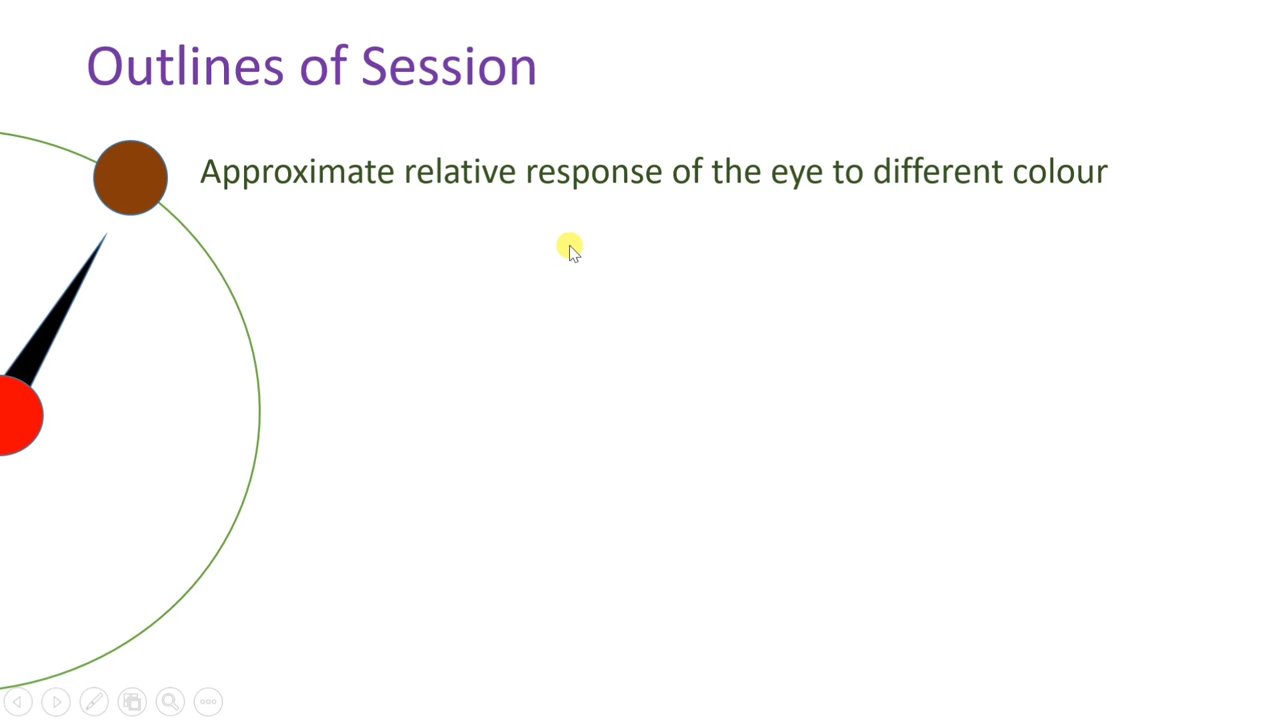 Outlines of Session
Approximate relative response of the eye to different colour